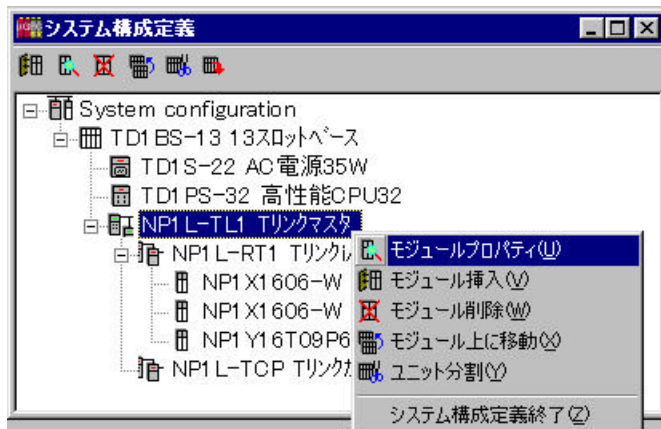 システム構成定義
System configuration
TD1BS-13 13スロットベース
TD1S-22 AC電源35W
TD1PS-32 高性能CPU32
NP1L-TL1 Tリンクマスタ
NP1L-RT1 Tリンク
モジュールプロパティ(U)
NP1X1606-W
モジュール挿入(V)
NP1X1606-W
モジュール削除(W)
NP1Y16T09P6
モジュール上に移動(X)
NP1L-TCP Tリンク
ユニット分割(Y)
システム構成定義終了(Z)